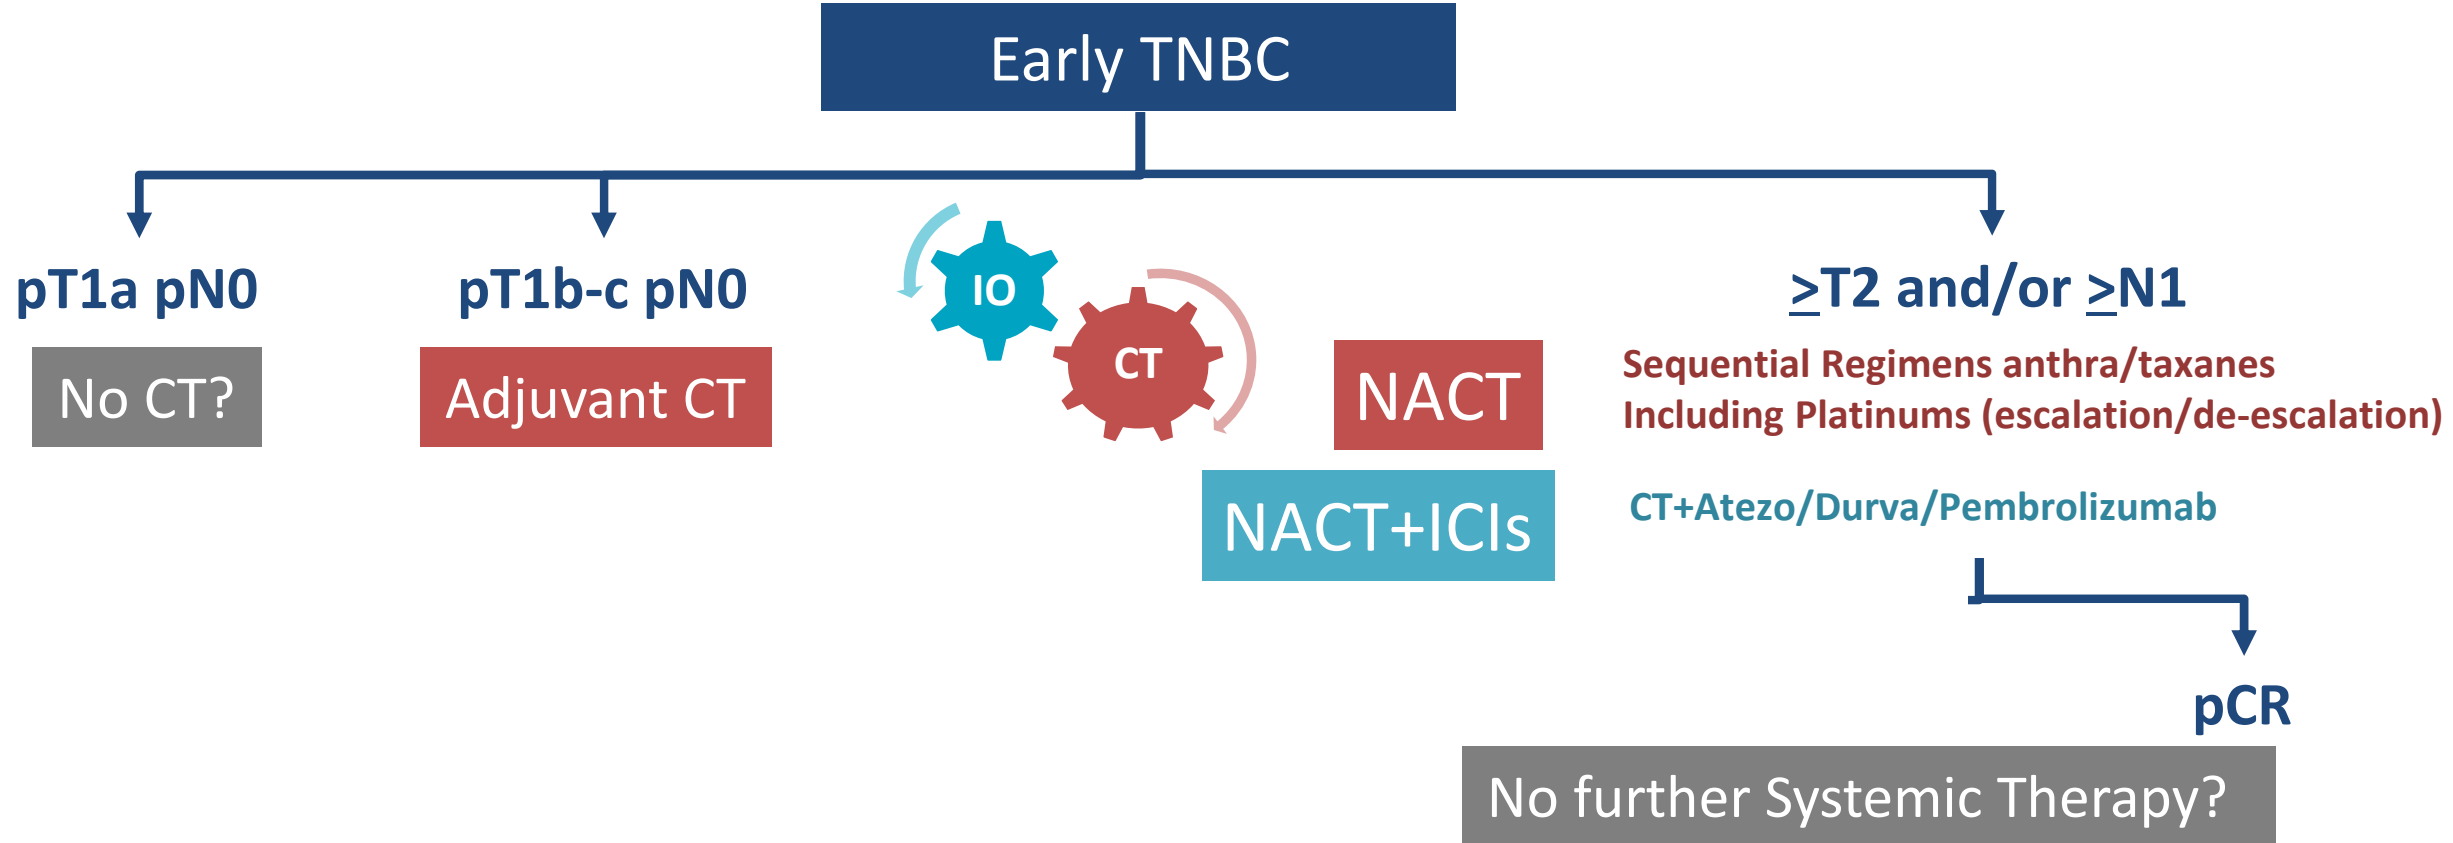 Early TNBC
pT1a pN0
No CT?
pT1b-c pN0
Adjuvant CT
IO
CT
≥T2 and/or ≥N1
NACT
Sequential Regimens anthra/taxanes
Including Platinums (escalation/de-escalation)
NACT+ICIs
CT+Atezo/Durva/Pembrolizumab
pCR
No further Systemic Therapy?